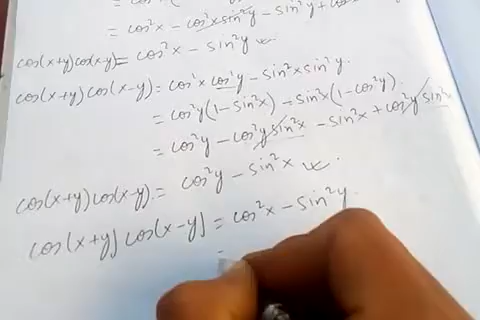 = cos²x - cos²x sin²y - sin²y + cos
cos(x+y)cos(x-y) = cos²x - sin²y
cos(x+y) cos(x-y) = cos²x cos²y - sin²x sin²y.
= cos²y(1-sin²x) - sin²x(1-cos²y).
= cos²y - cos²y sin²x - sin²x + cos²y sin²x
cos(x+y)cos(x-y) = cos²y - sin²x
cos(x+y) cos(x-y) = cos²x - sin²y.
=